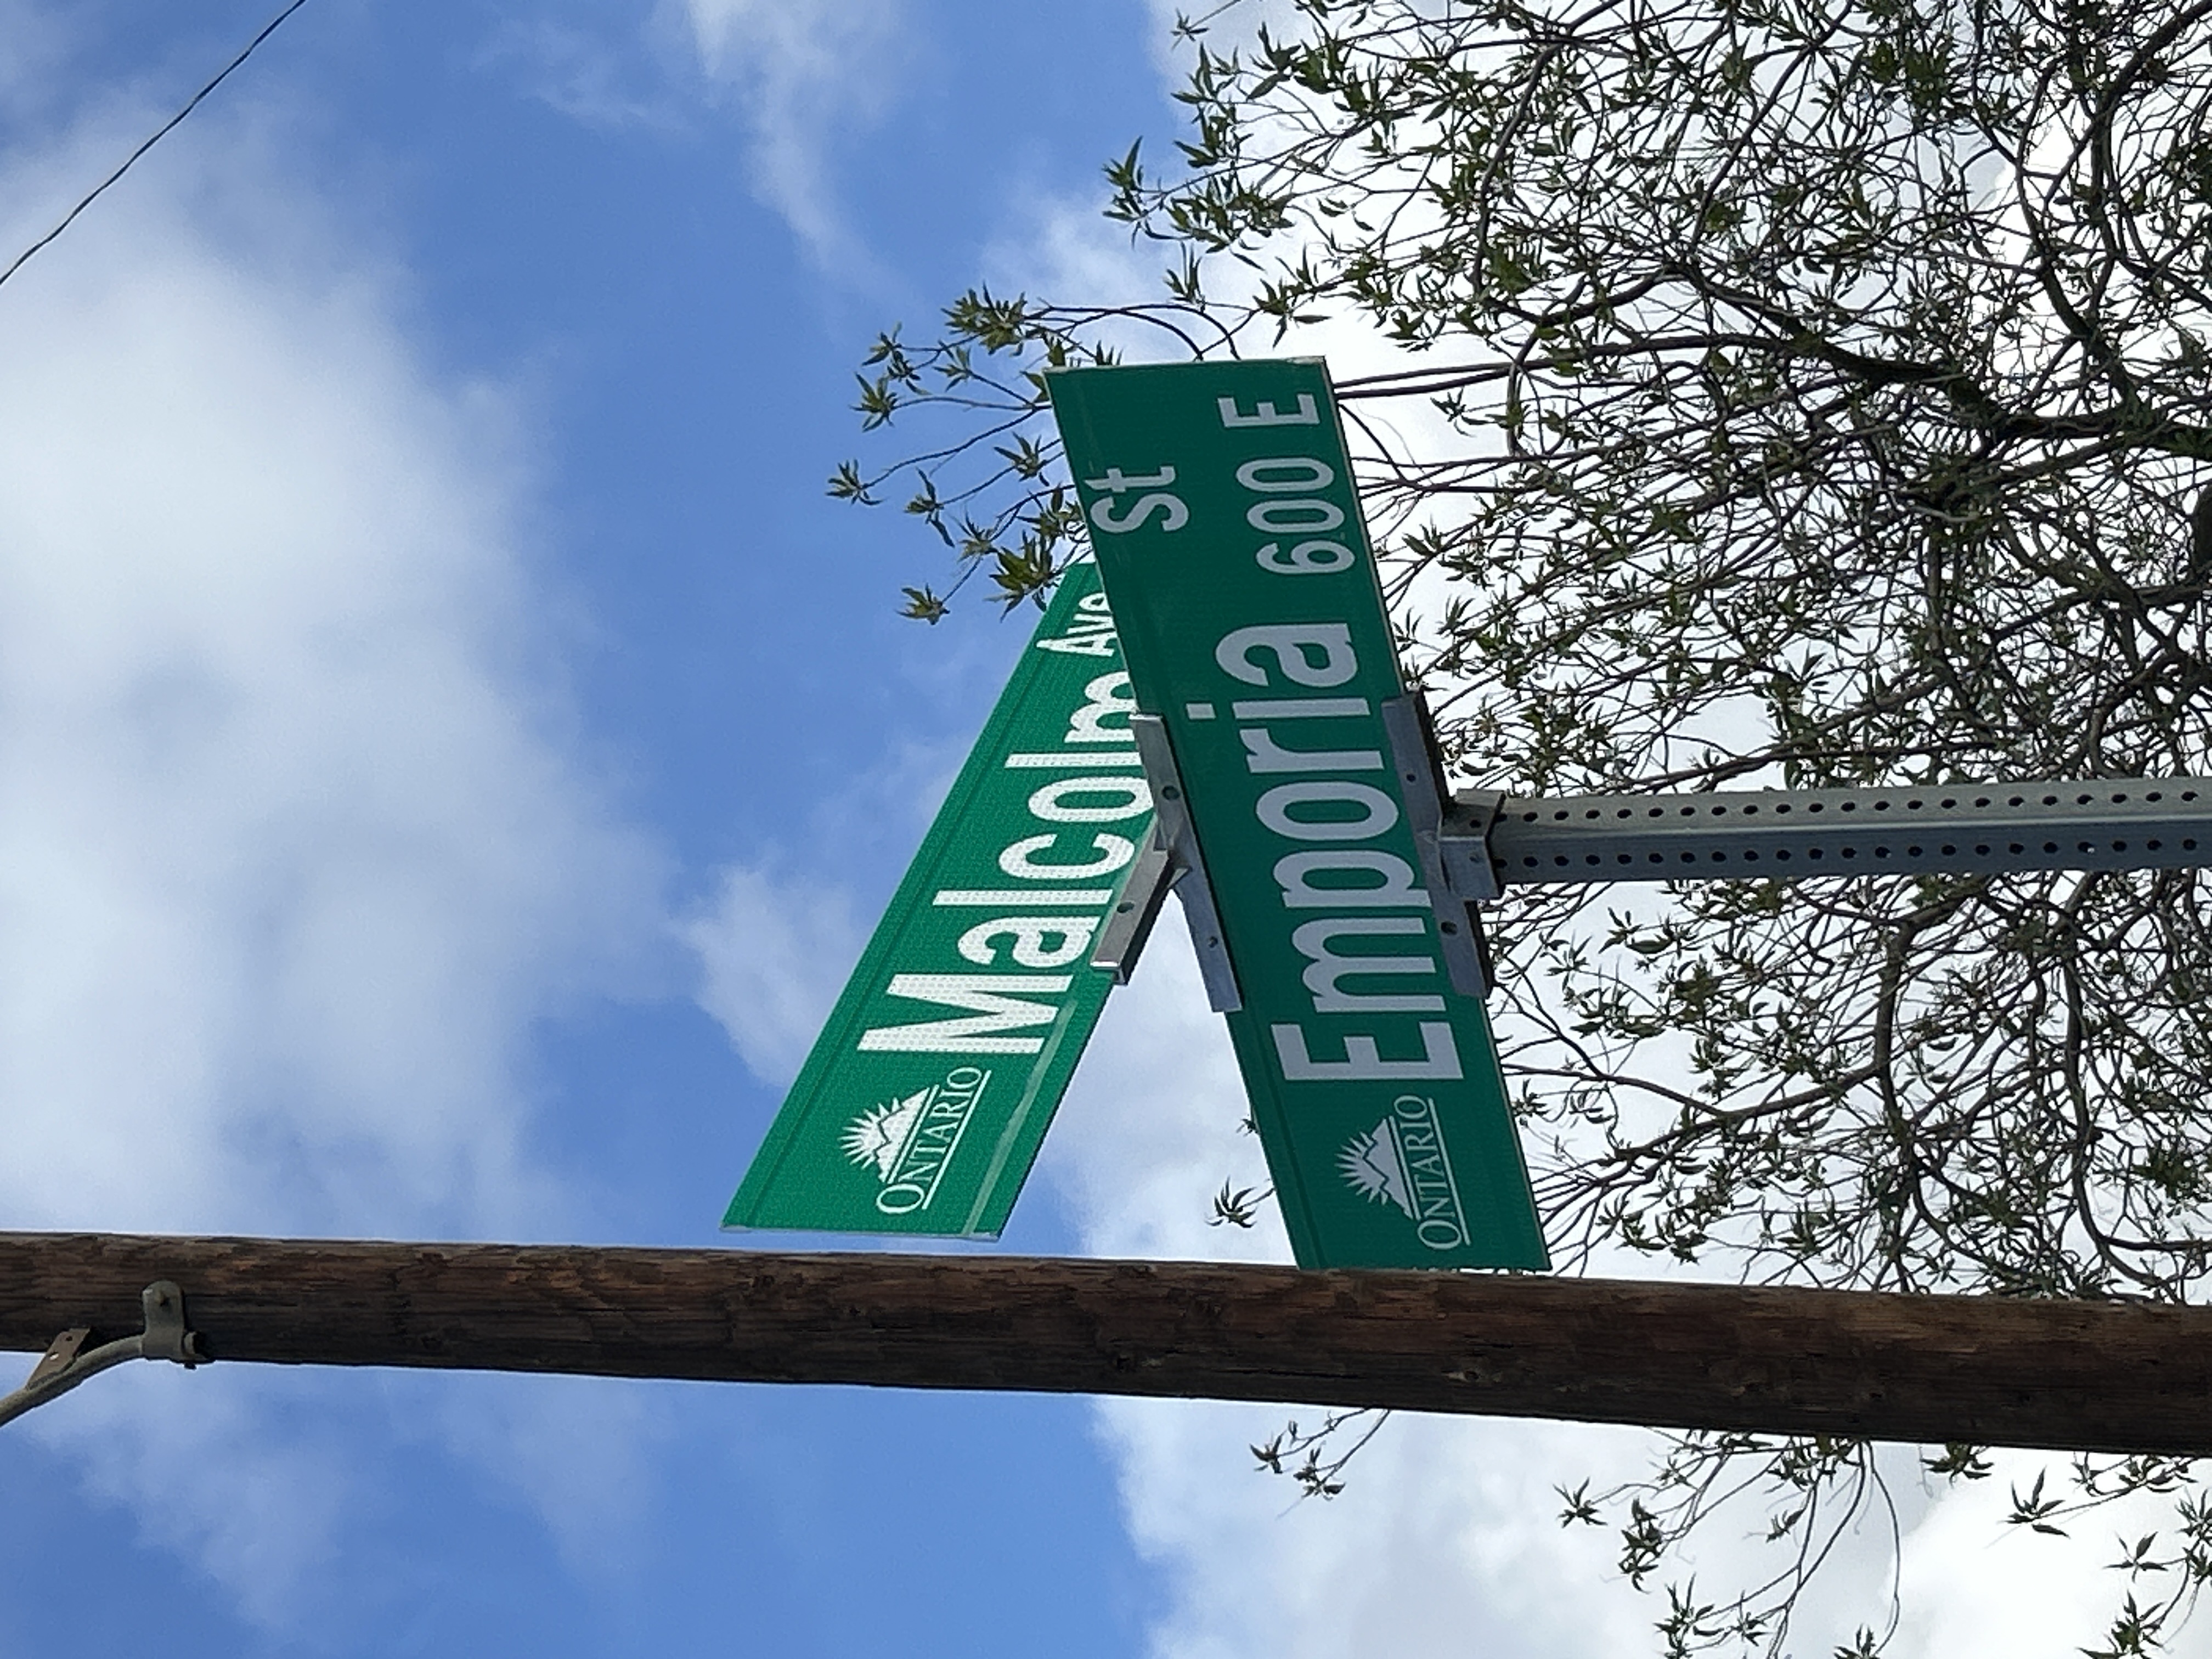 ONTARIO
Malcolm Ave
ONTARIO
Emporia St
600 E